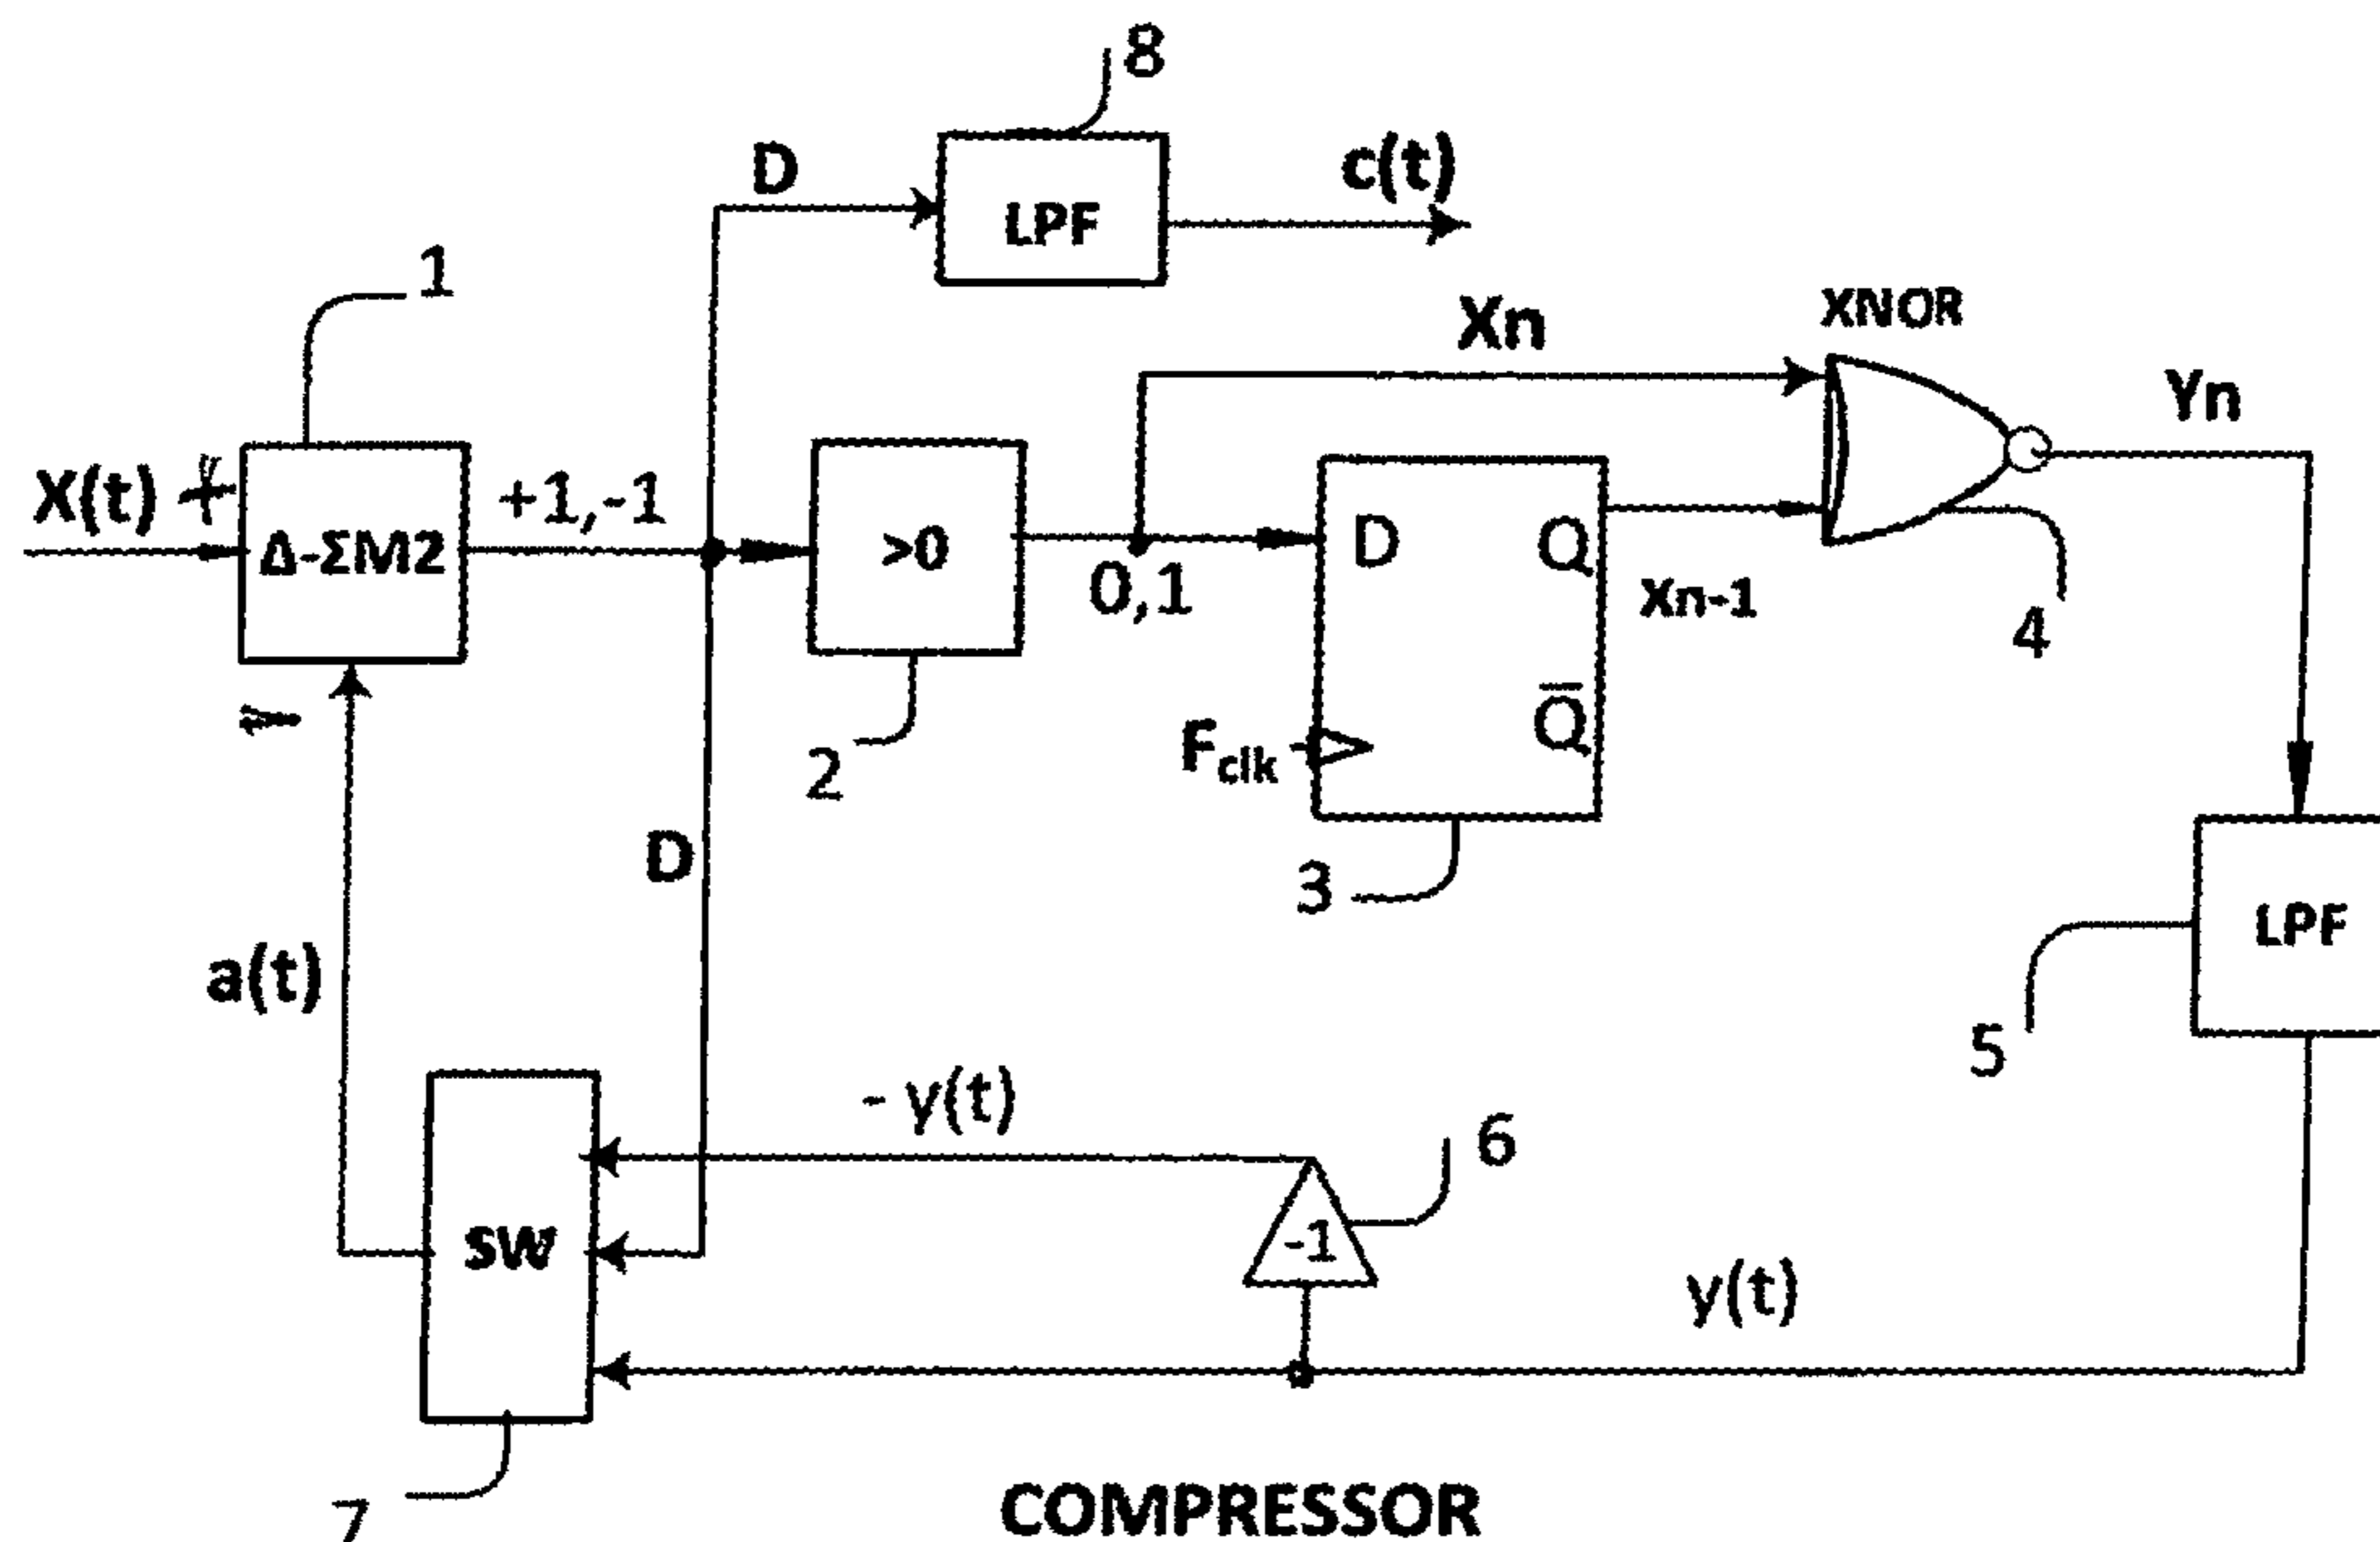 8
D
LPF
c(t)
1
Xn
XNOR
Yn
X(t) +
Δ-ΣM2
+1,-1
>0
0,1
D
Q
Xn-1
4
Q̅
Fclk
2
3
D
LPF
a(t)
5
- y(t)
6
SW
-1
y(t)
7
COMPRESSOR